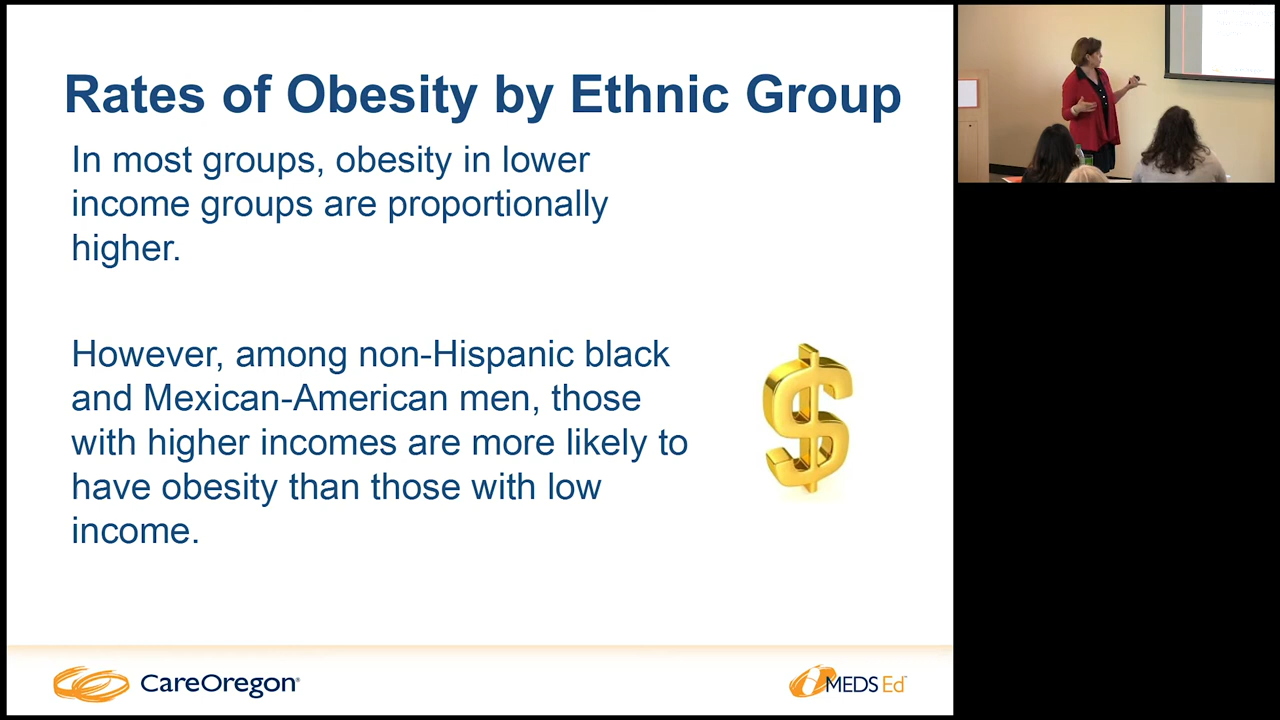 Rates of Obesity by Ethnic Group
In most groups, obesity in lower
income groups are proportionally
higher.
However, among non-Hispanic black
and Mexican-American men, those
with higher incomes are more likely to
have obesity than those with low
income.
CareOregon®
MEDS Ed™